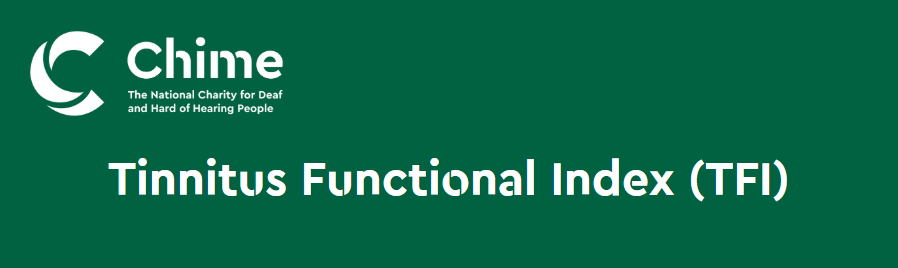 Chime
The National Charity for Deaf
and Hard of Hearing People
Tinnitus Functional Index (TFI)